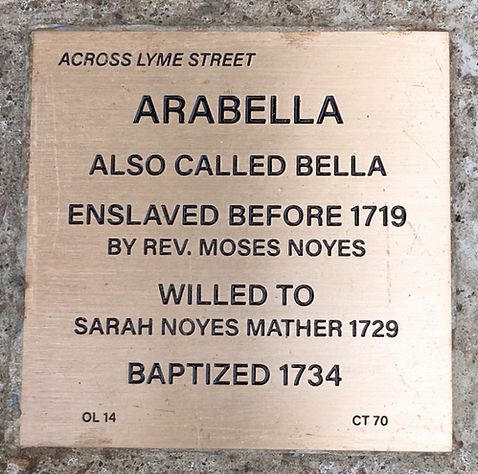 ACROSS LYME STREET
ARABELLA
ALSO CALLED BELLA
ENSLAVED BEFORE 1719
BY REV. MOSES NOYES
WILLED TO
SARAH NOYES MATHER 1729
BAPTIZED 1734
OL 14 CT 70